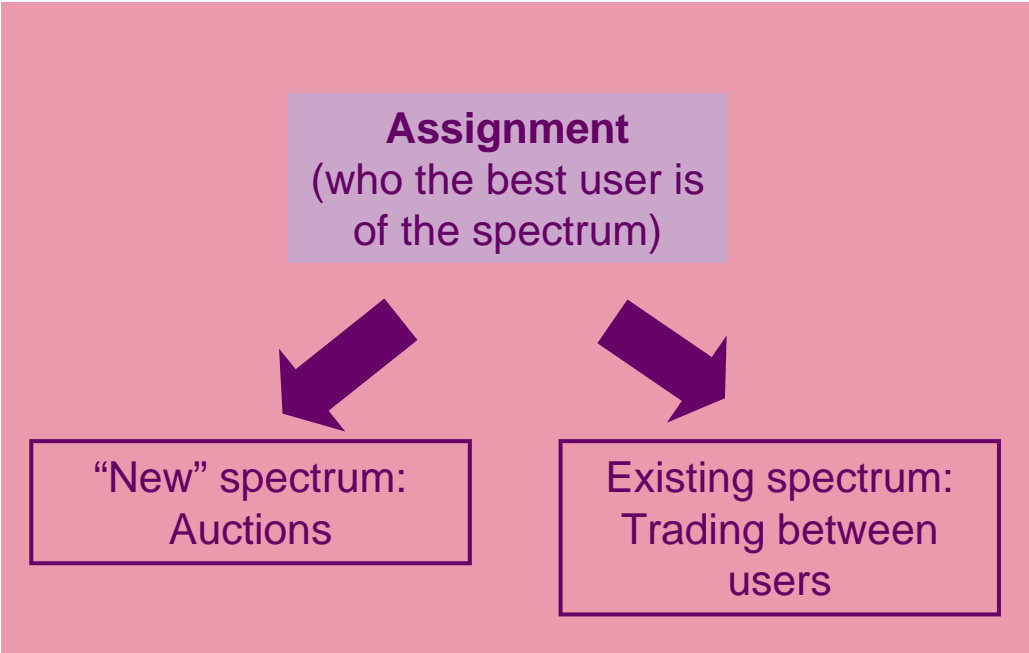 Assignment
(who the best user is
of the spectrum)
“New” spectrum:
Auctions
Existing spectrum:
Trading between
users